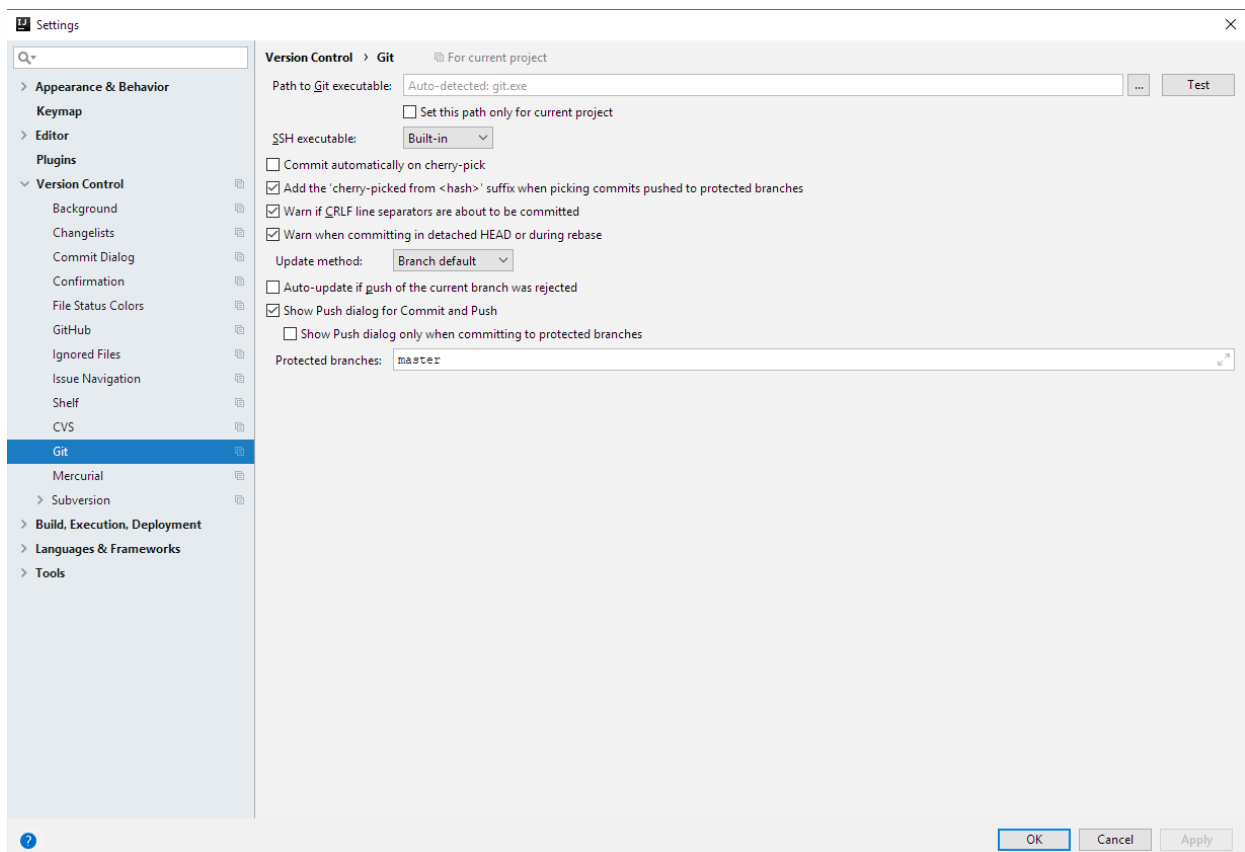 Settings
Appearance & Behavior
Keymap
Editor
Plugins
Version Control
Background
Changelists
Commit Dialog
Confirmation
File Status Colors
GitHub
Ignored Files
Issue Navigation
Shelf
CVS
Git
Mercurial
Subversion
Build, Execution, Deployment
Languages & Frameworks
Tools
Version Control › Git For current project
Path to Git executable: Auto-detected: git.exe ... Test
Set this path only for current project
SSH executable: Built-in
Commit automatically on cherry-pick
Add the 'cherry-picked from <hash>' suffix when picking commits pushed to protected branches
Warn if CRLF line separators are about to be committed
Warn when committing in detached HEAD or during rebase
Update method: Branch default
Auto-update if push of the current branch was rejected
Show Push dialog for Commit and Push
Show Push dialog only when committing to protected branches
Protected branches: master
? OK Cancel Apply